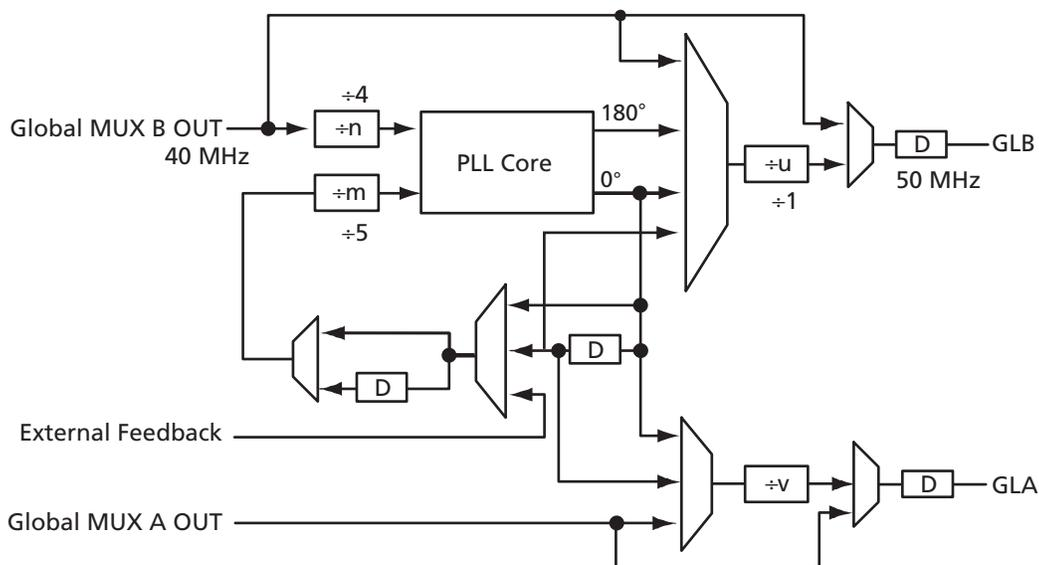 ÷4
Global MUX B OUT
÷n
40 MHz
PLL Core
180°
0°
÷m
÷5
÷u
÷1
D
GLB
50 MHz
D
D
External Feedback
÷v
D
GLA
Global MUX A OUT